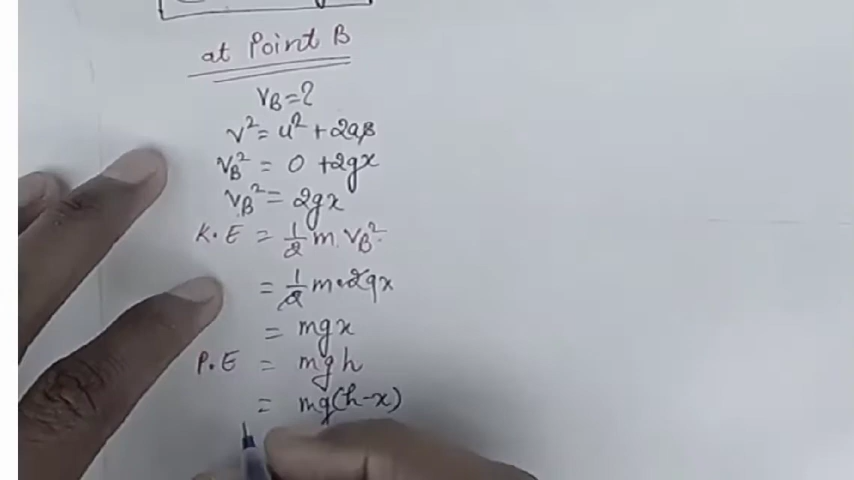 at Point B
VB=?
v²= u²+2as
VB² = 0 +2gx
VB²= 2gx
K.E = 1/2 m VB²
= 1/2 m×2gx
= mgx
P.E = mgh
= mg(h-x)